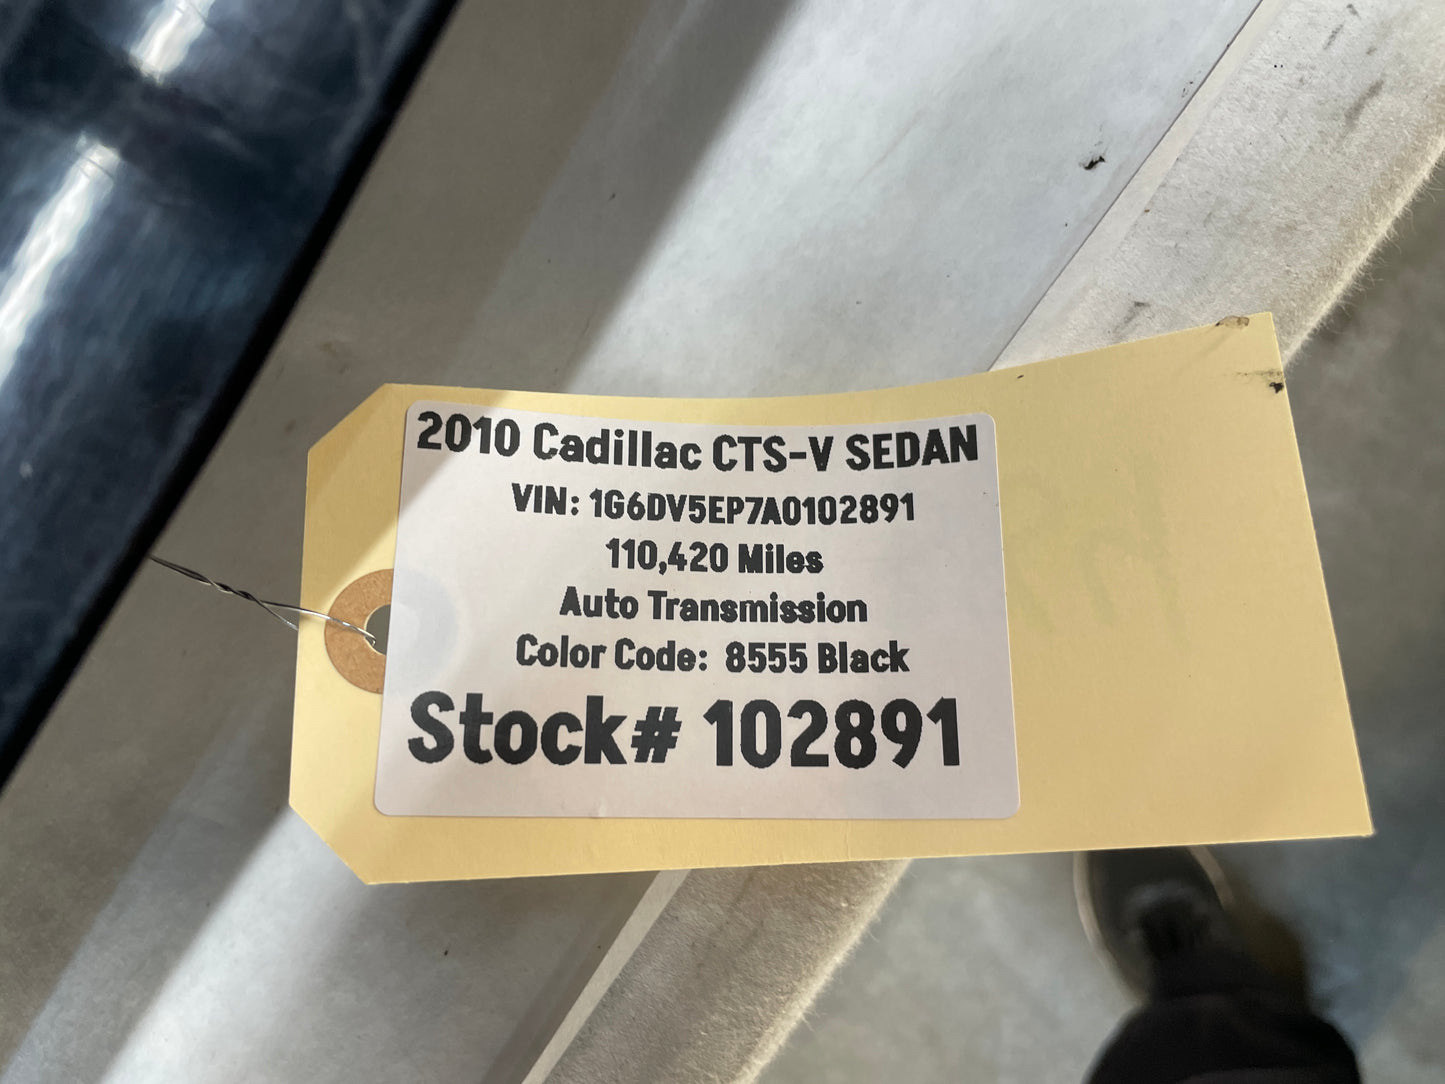 2010 Cadillac CTS-V SEDAN
VIN: 1G6DV5EP7A0102891
110,420 Miles
Auto Transmission
Color Code: 8555 Black
Stock# 102891